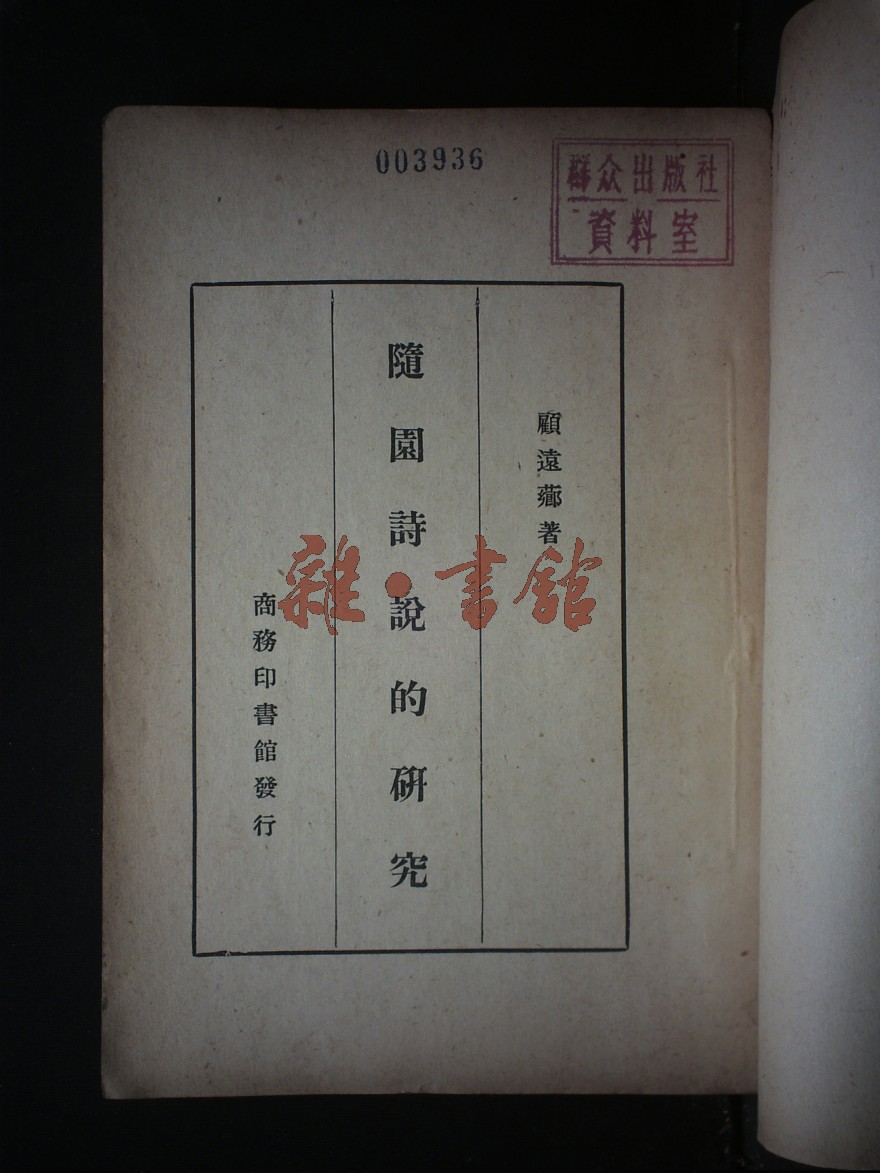 003936
群众出版社
資料室
顧遠薌著
隨園詩說的研究
商務印書館發行
雜·書館